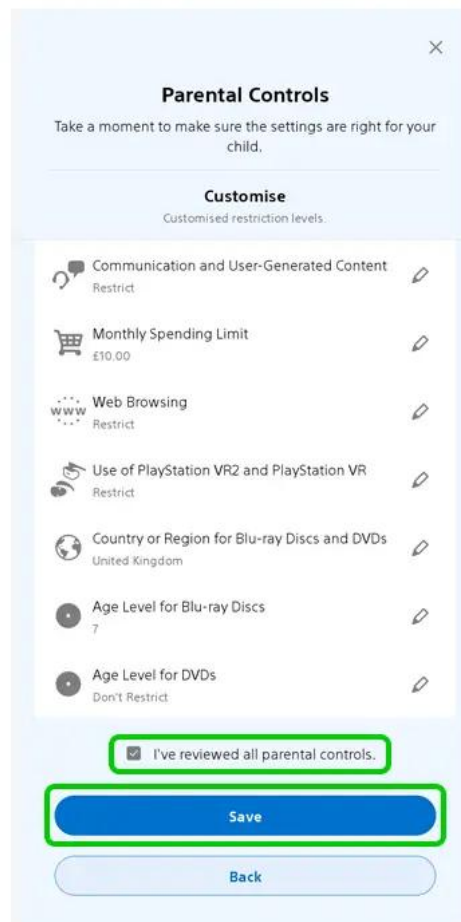 Parental Controls
Take a moment to make sure the settings are right for your
child.
Customise
Customised restriction levels.
Communication and User-Generated Content
Restrict
Monthly Spending Limit
£10.00
www
Web Browsing
Restrict
Use of PlayStation VR2 and PlayStation VR
Restrict
Country or Region for Blu-ray Discs and DVDs
United Kingdom
Age Level for Blu-ray Discs
7
Age Level for DVDs
Don't Restrict
I've reviewed all parental controls.
Save
Back